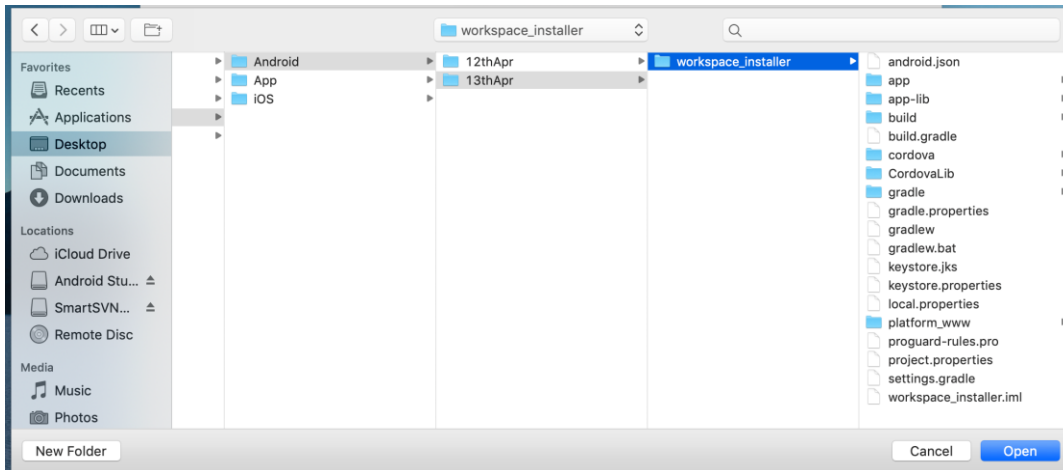 workspace_installer
Favorites
Recents
Applications
Desktop
Documents
Downloads
Locations
iCloud Drive
Android Stu...
SmartSVN...
Remote Disc
Media
Music
Photos
Android
App
iOS
12thApr
13thApr
workspace_installer
android.json
app
app-lib
build
build.gradle
cordova
CordovaLib
gradle
gradle.properties
gradlew
gradlew.bat
keystore.jks
keystore.properties
local.properties
platform_www
proguard-rules.pro
project.properties
settings.gradle
workspace_installer.iml
New Folder
Cancel
Open